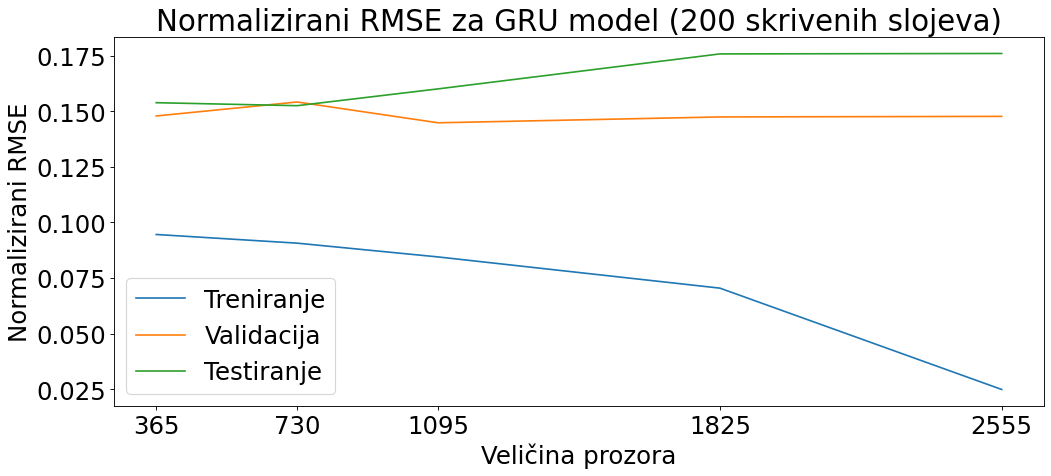 Normalizirani RMSE za GRU model (200 skrivenih slojeva)
Normalizirani RMSE
0.175
0.150
0.125
0.100
0.075
0.050
0.025
Treniranje
Validacija
Testiranje
365 730 1095 1825 2555
Veličina prozora